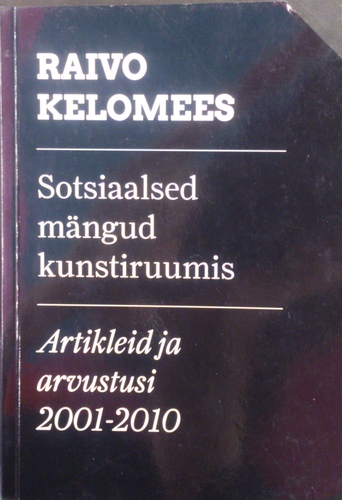 RAIVO
KELOMEES
Sotsiaalsed
mängud
kunstiruumis
Artikleid ja
arvustusi
2001-2010